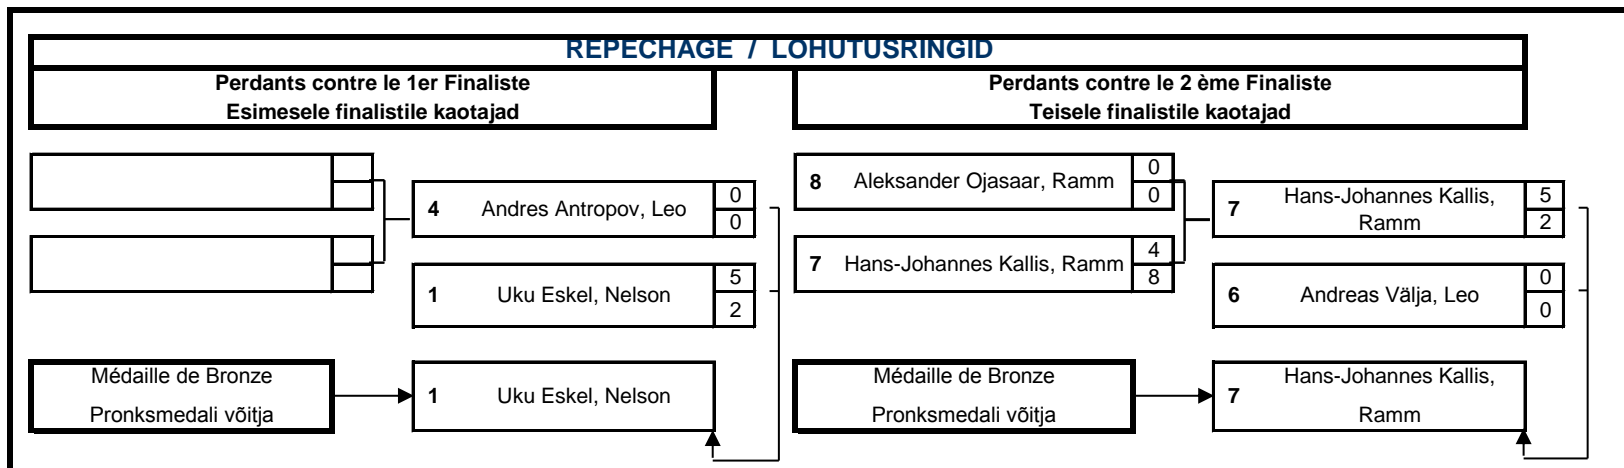 REPECHAGE / LOHUTUSRINGID
Perdants contre le 1er Finaliste
Esimesele finalistile kaotajad
Perdants contre le 2 ème Finaliste
Teisele finalistile kaotajad
4 Andres Antropov, Leo 0
0
1 Uku Eskel, Nelson 5
2
Médaille de Bronze
Pronksmedali võitja
1 Uku Eskel, Nelson
8 Aleksander Ojasaar, Ramm 0
0
7 Hans-Johannes Kallis, Ramm 4
8
7 Hans-Johannes Kallis, 5
Ramm 2
6 Andreas Välja, Leo 0
0
Médaille de Bronze
Pronksmedali võitja
7 Hans-Johannes Kallis,
Ramm